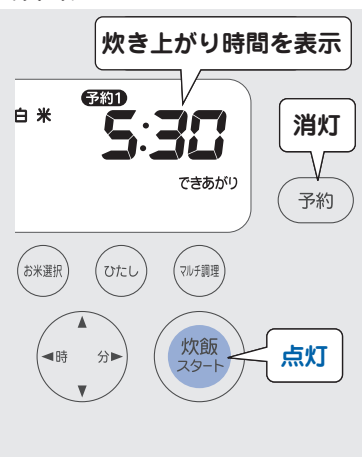 炊き上がり時間を表示
予約1
白米
5:30
できあがり
消灯
予約
お米選択
ひたし
マルチ調理
◀時 分▶
炊飯
スタート
点灯